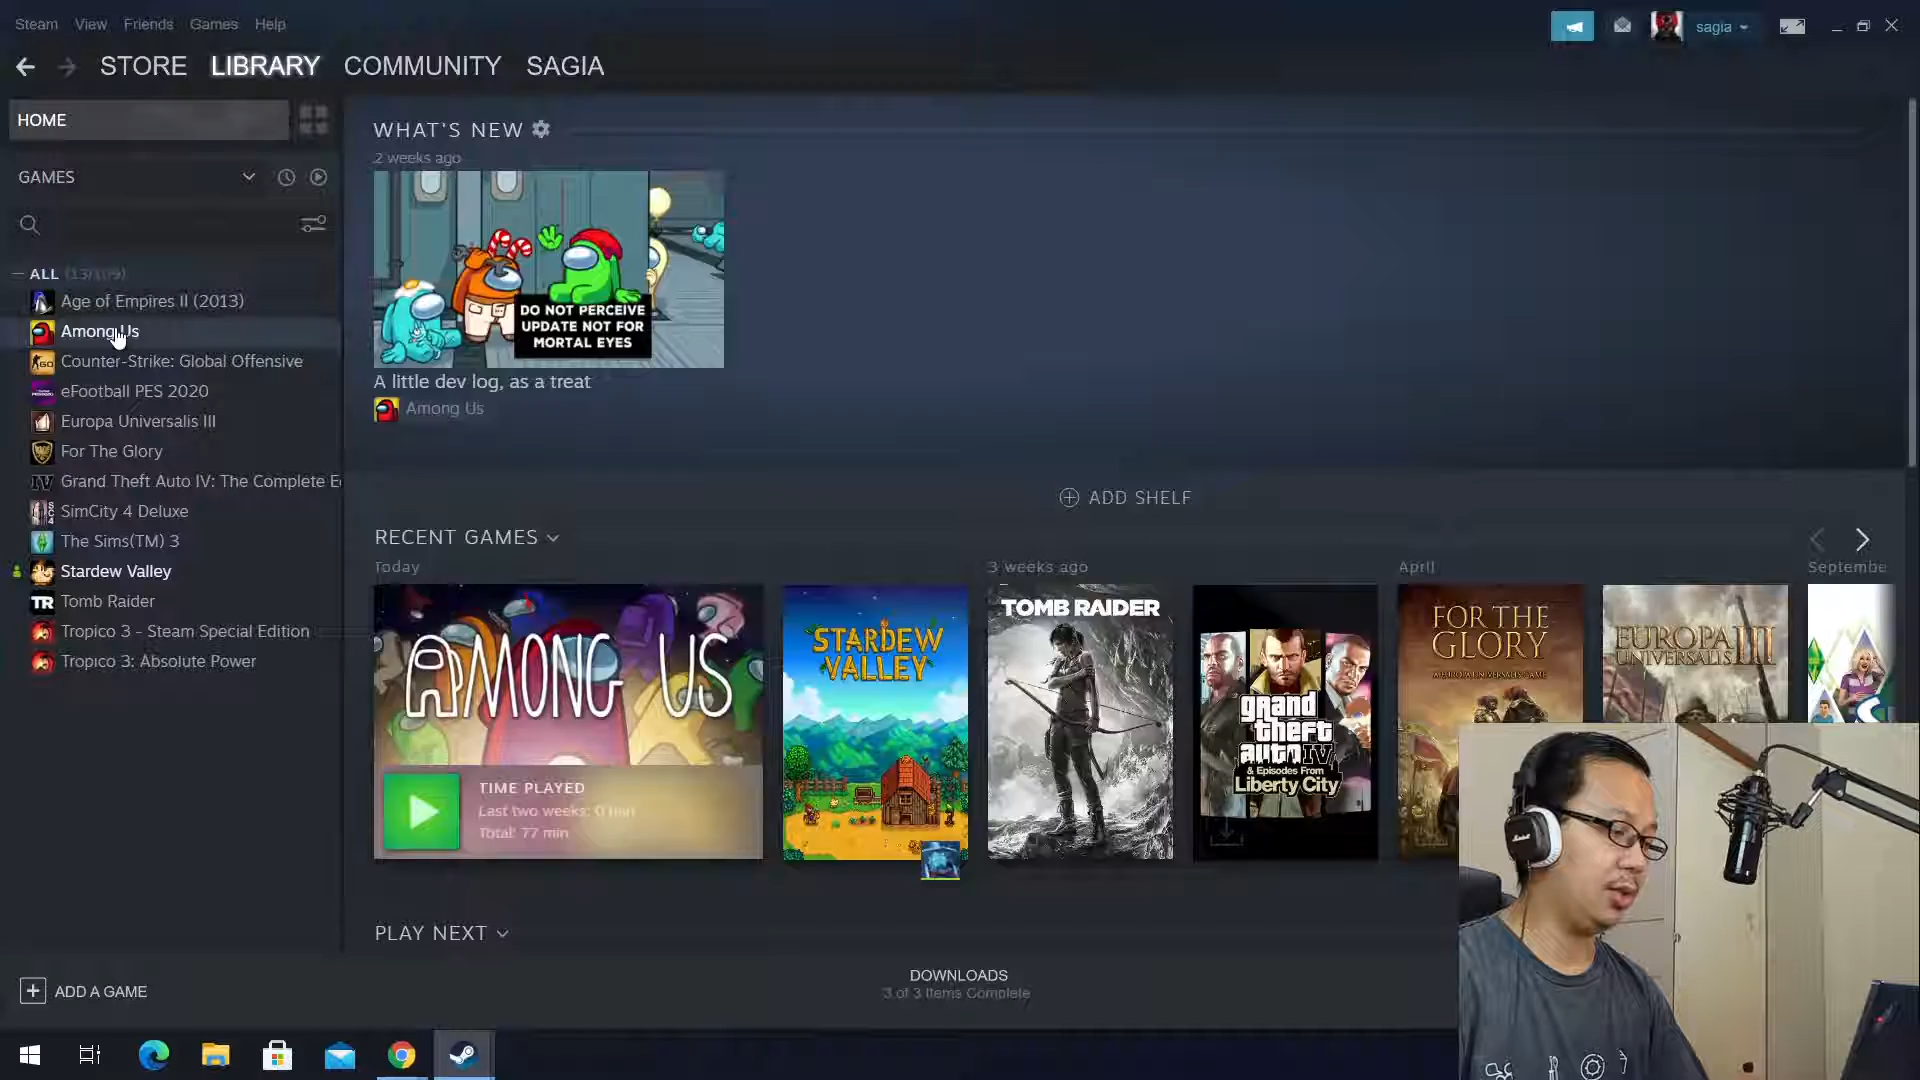 Steam View Friends Games Help
sagia
STORE LIBRARY COMMUNITY SAGIA
HOME
GAMES
ALL (13/109)
Age of Empires II (2013)
Among Us
Counter-Strike: Global Offensive
eFootball PES 2020
Europa Universalis III
For The Glory
Grand Theft Auto IV: The Complete E
SimCity 4 Deluxe
The Sims(TM) 3
Stardew Valley
Tomb Raider
Tropico 3 - Steam Special Edition
Tropico 3: Absolute Power
ADD A GAME
WHAT'S NEW
2 weeks ago
DO NOT PERCEIVE
UPDATE NOT FOR
MORTAL EYES
A little dev log, as a treat
Among Us
ADD SHELF
RECENT GAMES
Today
3 weeks ago
April
Septembe
AMONG US
TIME PLAYED
Last two weeks: 0 min
Total: 77 min
STARDEW
VALLEY
TOMB RAIDER
grand
theft
auto IV
& Episodes From
Liberty City
FOR THE
GLORY
A EUROPA UNIVERSALIS GAME
EUROPA
UNIVERSALIS III
PLAY NEXT
DOWNLOADS
3 of 3 Items Complete